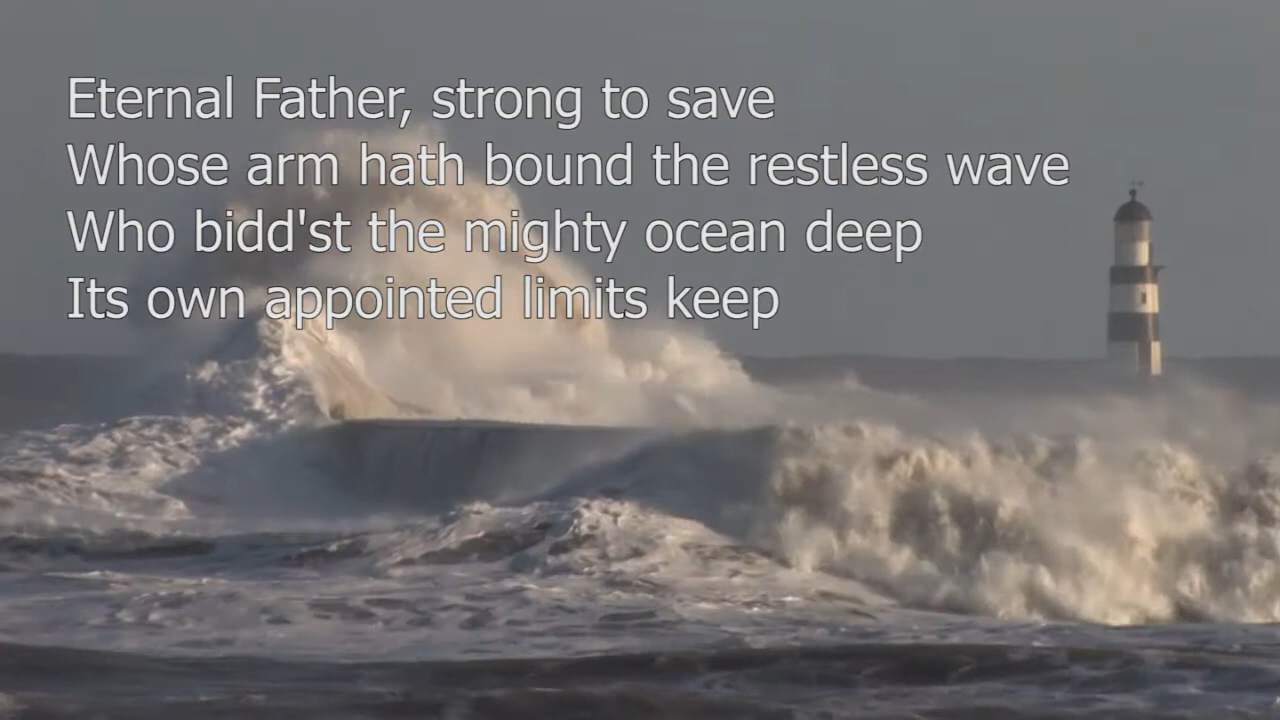 Eternal Father, strong to save
Whose arm hath bound the restless wave
Who bidd'st the mighty ocean deep
Its own appointed limits keep